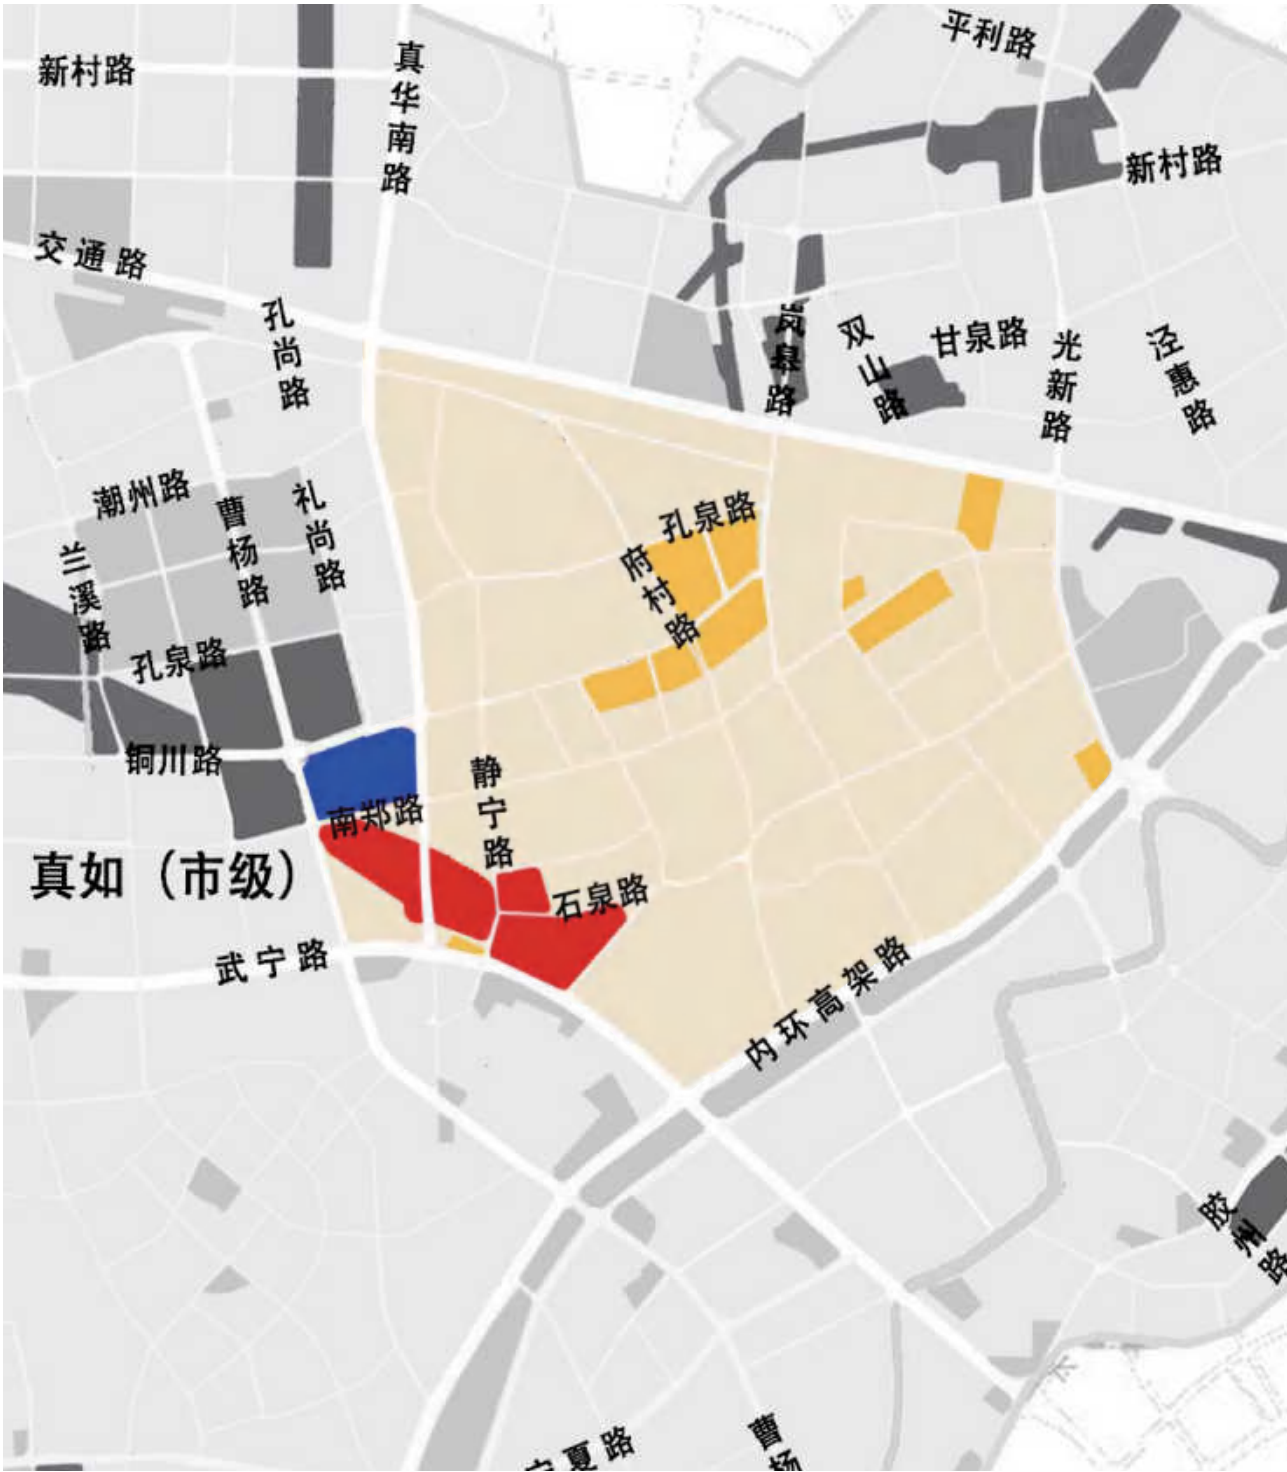 平利路
新村路
真华南路
新村路
交通路
孔尚路
岚皋路
双山路
甘泉路
光新路
泾惠路
潮州路
曹杨路
礼尚路
孔泉路
府村路
兰溪路
孔泉路
铜川路
静宁路
南郑路
真如（市级）
石泉路
武宁路
内环高架路
胶州路
宁夏路
曹杨